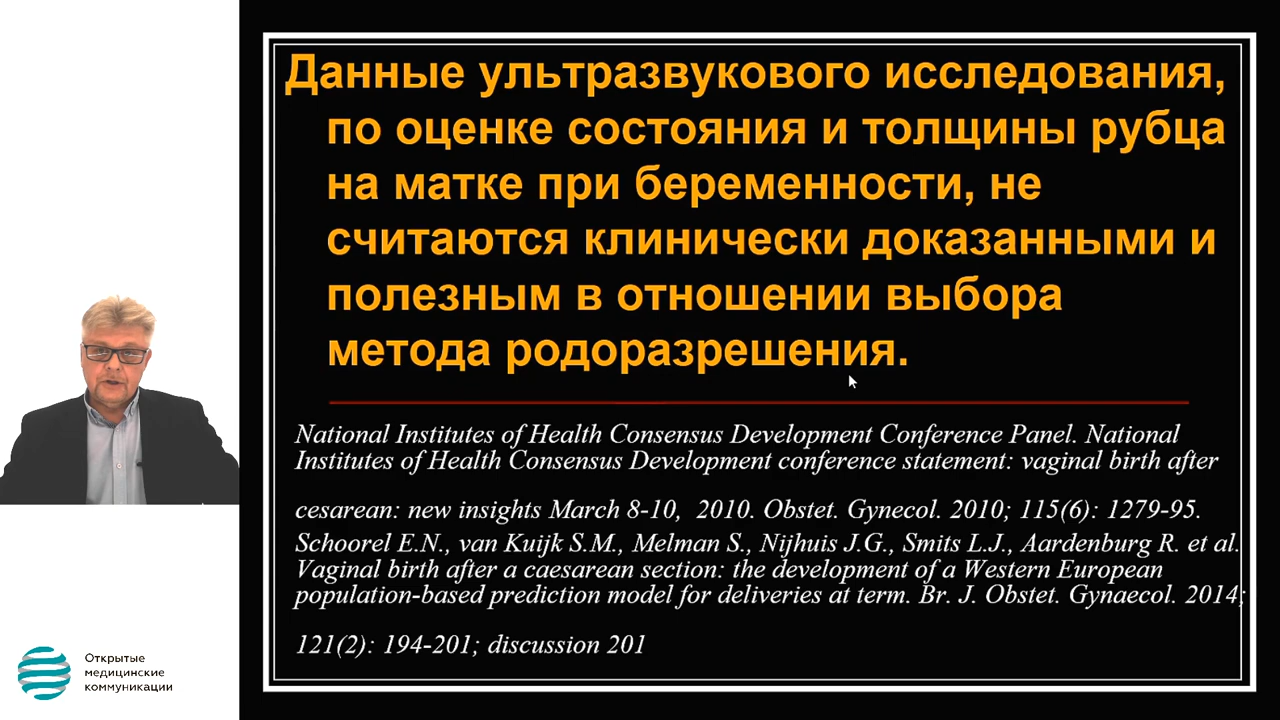 Данные ультразвукового исследования,
по оценке состояния и толщины рубца
на матке при беременности, не
считаются клинически доказанными и
полезным в отношении выбора
метода родоразрешения.
National Institutes of Health Consensus Development Conference Panel. National
Institutes of Health Consensus Development conference statement: vaginal birth after
cesarean: new insights March 8-10, 2010. Obstet. Gynecol. 2010; 115(6): 1279-95.
Schoorel E.N., van Kuijk S.M., Melman S., Nijhuis J.G., Smits L.J., Aardenburg R. et al.
Vaginal birth after a caesarean section: the development of a Western European
population-based prediction model for deliveries at term. Br. J. Obstet. Gynaecol. 2014;
121(2): 194-201; discussion 201
Открытые
медицинские
коммуникации